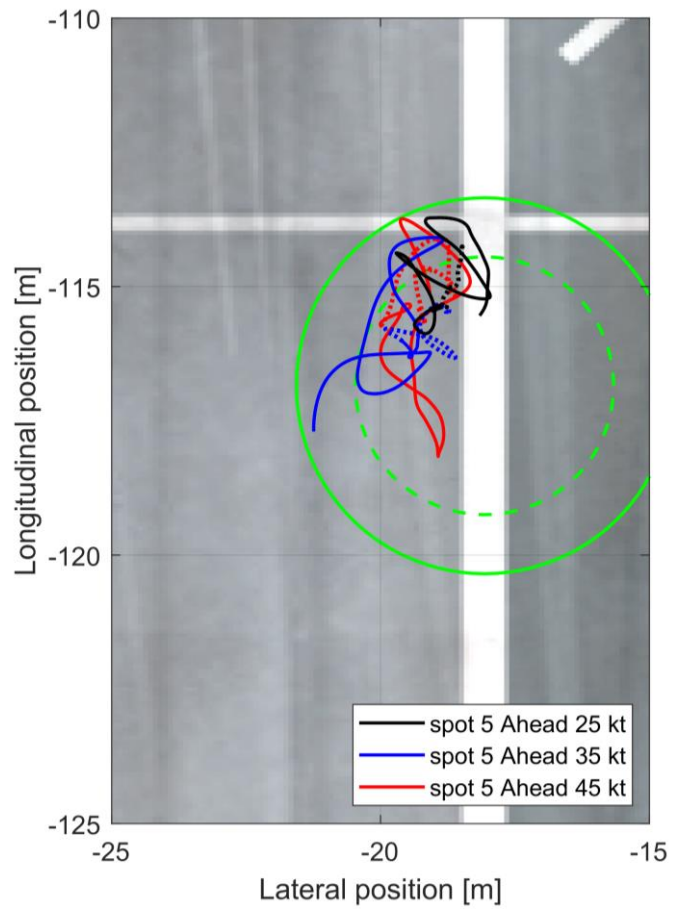 -110
-115
-120
-125
Longitudinal position [m]
spot 5 Ahead 25 kt
spot 5 Ahead 35 kt
spot 5 Ahead 45 kt
-25
-20
-15
Lateral position [m]